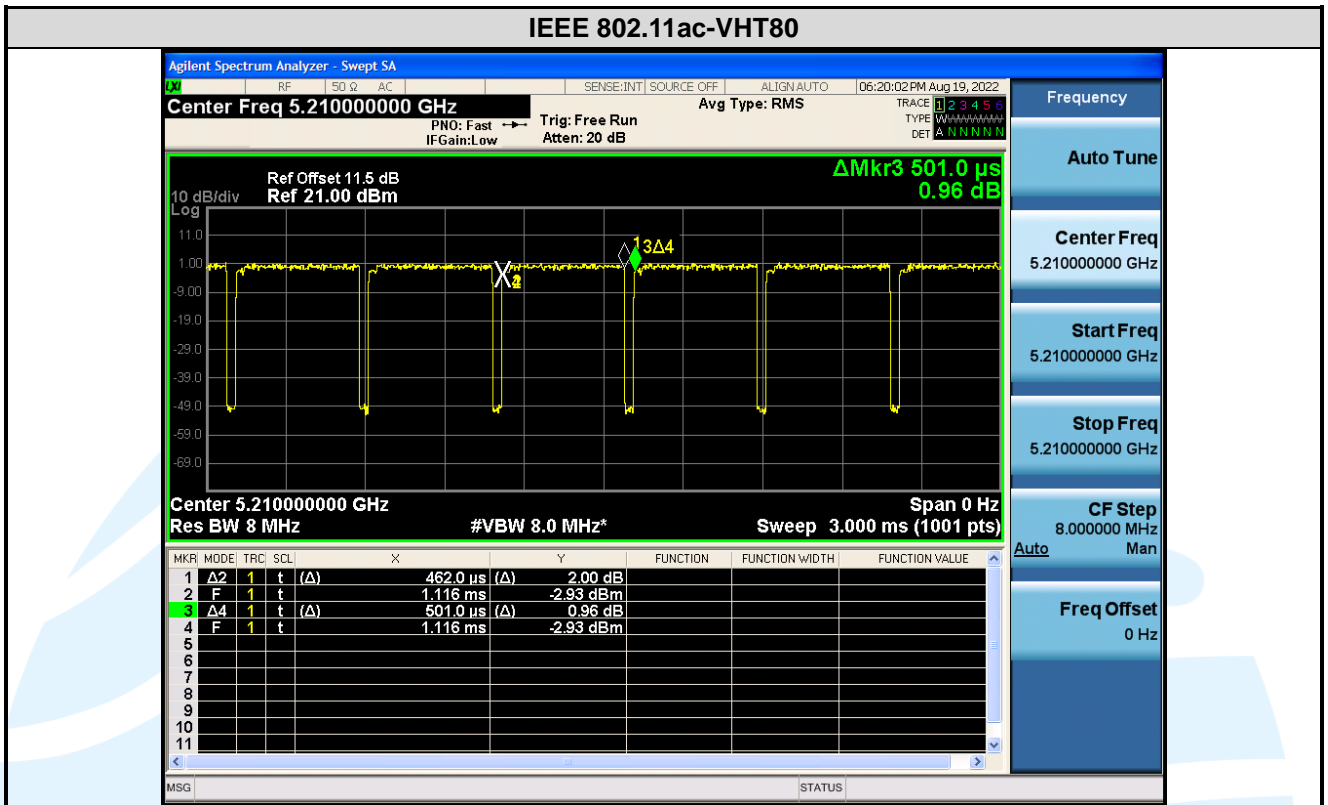 IEEE 802.11ac-VHT80
Agilent Spectrum Analyzer - Swept SA
LXI RF 50 Ω AC SENSE:INT SOURCE OFF ALIGN AUTO 06:20:02 PM Aug 19, 2022
Center Freq 5.210000000 GHz
PNO: Fast
IFGain:Low
Trig: Free Run
Atten: 20 dB
Avg Type: RMS
TRACE 1 2 3 4 5 6
TYPE
DET A N N N N N
Frequency
Auto Tune
Center Freq
5.210000000 GHz
Start Freq
5.210000000 GHz
Stop Freq
5.210000000 GHz
CF Step
8.000000 MHz
Auto Man
Freq Offset
0 Hz
ΔMkr3 501.0 µs
0.96 dB
Ref Offset 11.5 dB
10 dB/div Ref 21.00 dBm
Log
11.0
1.00
-9.00
-19.0
-29.0
-39.0
-49.0
-59.0
-69.0
1 3Δ4
Center 5.210000000 GHz Span 0 Hz
Res BW 8 MHz #VBW 8.0 MHz* Sweep 3.000 ms (1001 pts)
MKR MODE TRC SCL X Y FUNCTION FUNCTION WIDTH FUNCTION VALUE
1 Δ2 1 t (Δ) 462.0 µs (Δ) 2.00 dB
2 F 1 t 1.116 ms -2.93 dBm
3 Δ4 1 t (Δ) 501.0 µs (Δ) 0.96 dB
4 F 1 t 1.116 ms -2.93 dBm
5
6
7
8
9
10
11
MSG STATUS